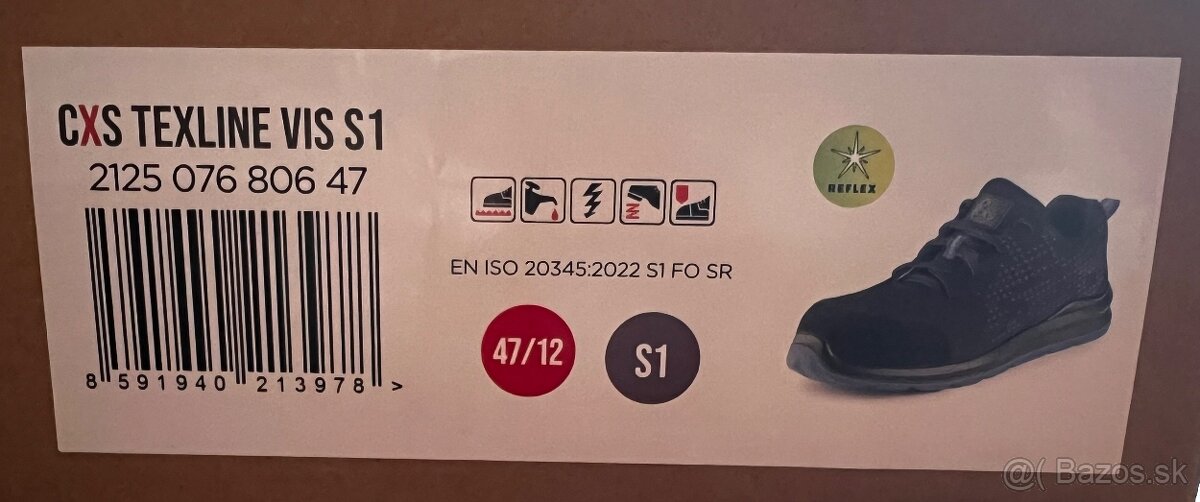 CXS TEXLINE VIS S1
2125 076 806 47
8 591940 213978 >
EN ISO 20345:2022 S1 FO SR
47/12
S1
REFLEX
@( Bazos.sk